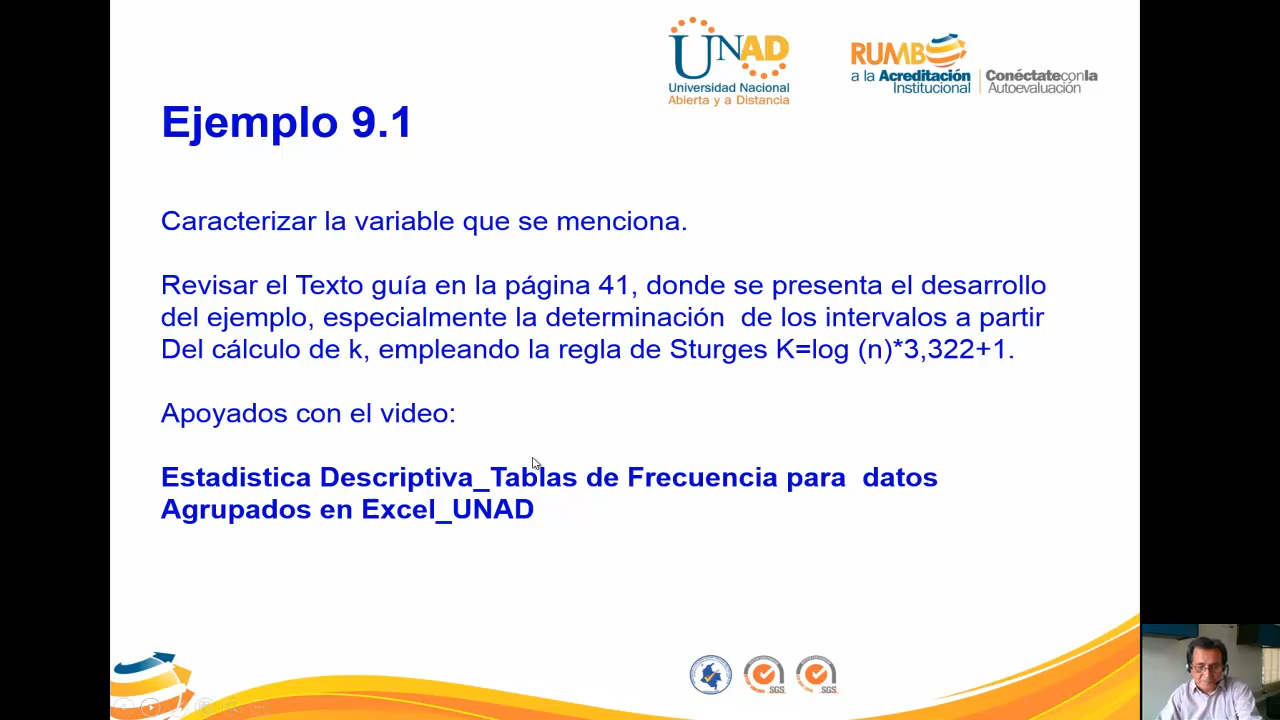 UNAD
Universidad Nacional
Abierta y a Distancia
RUMBO
a la Acreditación
Institucional
Conéctateconla
Autoevaluación
Ejemplo 9.1
Caracterizar la variable que se menciona.
Revisar el Texto guía en la página 41, donde se presenta el desarrollo
del ejemplo, especialmente la determinación de los intervalos a partir
Del cálculo de k, empleando la regla de Sturges K=log (n)*3,322+1.
Apoyados con el video:
Estadistica Descriptiva_Tablas de Frecuencia para datos
Agrupados en Excel_UNAD
SGS
SGS